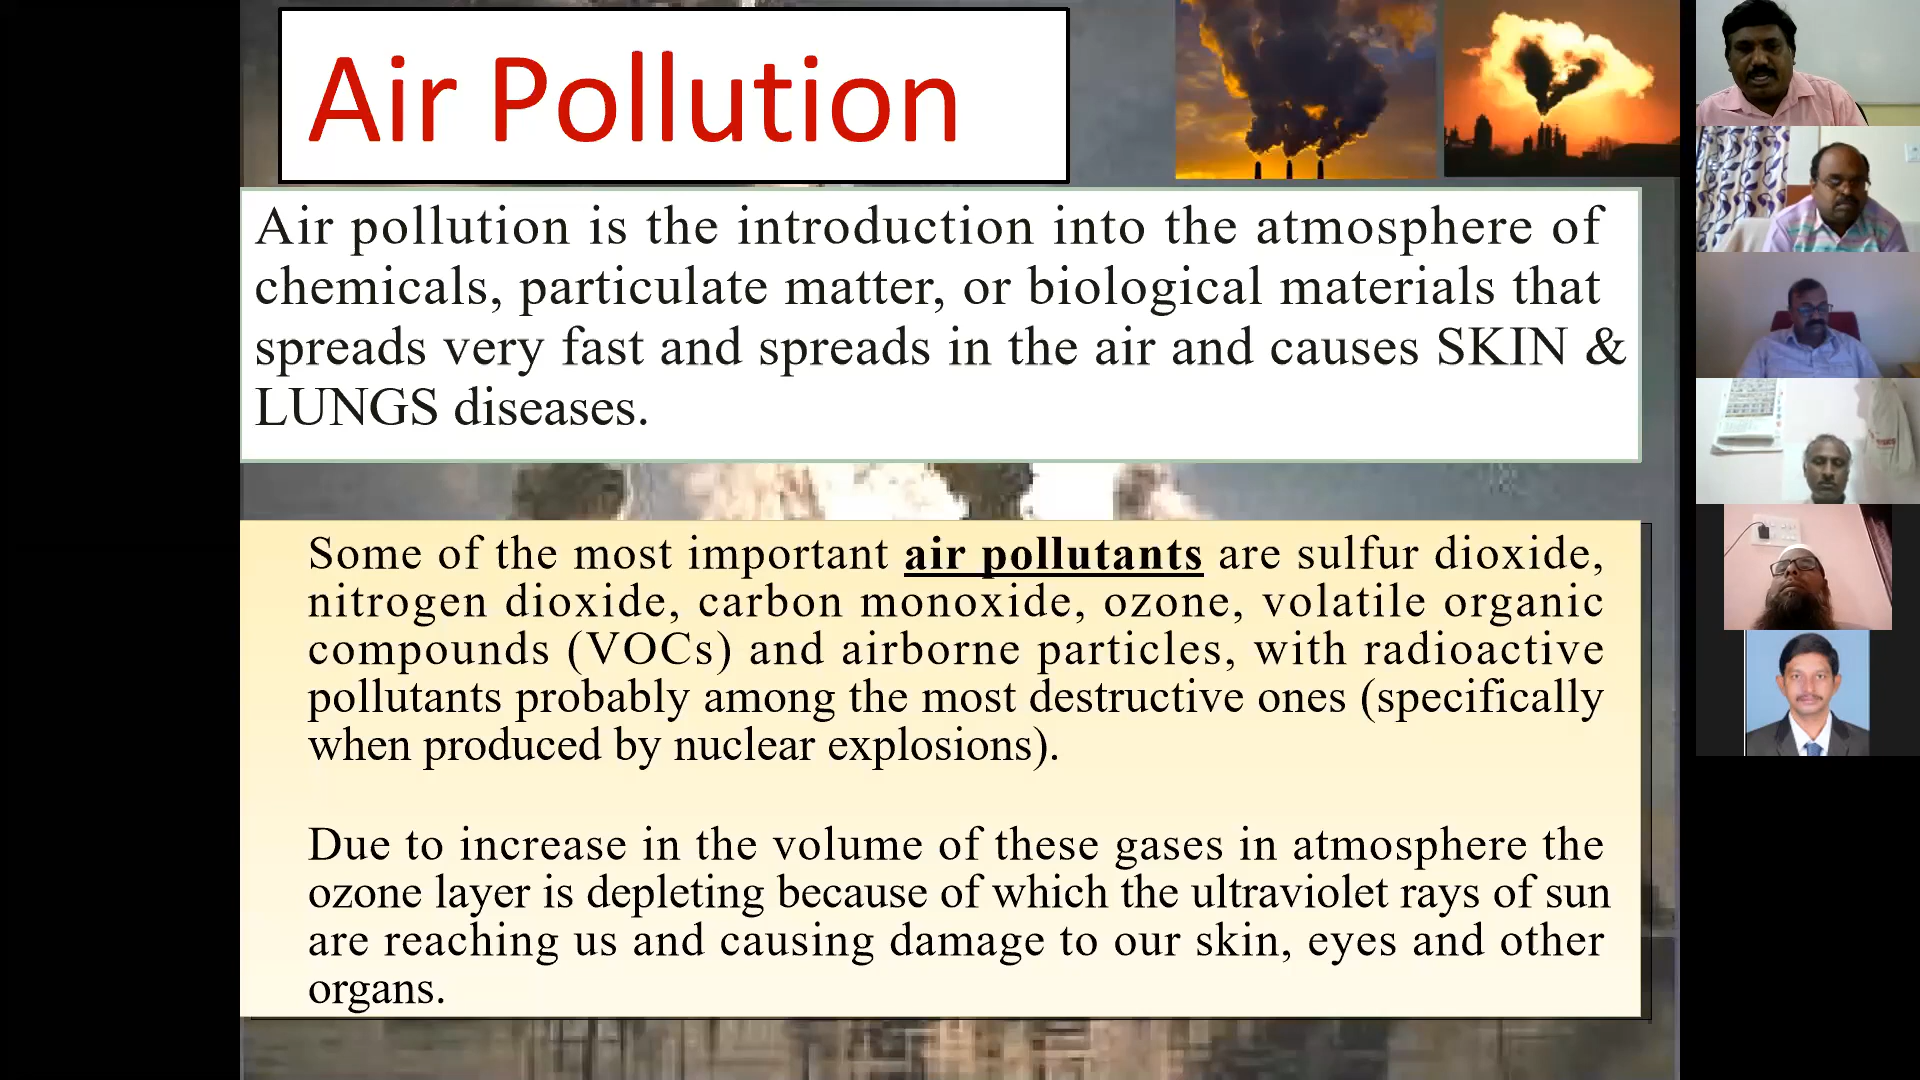 Air Pollution
Air pollution is the introduction into the atmosphere of
chemicals, particulate matter, or biological materials that
spreads very fast and spreads in the air and causes SKIN &
LUNGS diseases.
Some of the most important air pollutants are sulfur dioxide,
nitrogen dioxide, carbon monoxide, ozone, volatile organic
compounds (VOCs) and airborne particles, with radioactive
pollutants probably among the most destructive ones (specifically
when produced by nuclear explosions).
Due to increase in the volume of these gases in atmosphere the
ozone layer is depleting because of which the ultraviolet rays of sun
are reaching us and causing damage to our skin, eyes and other
organs.